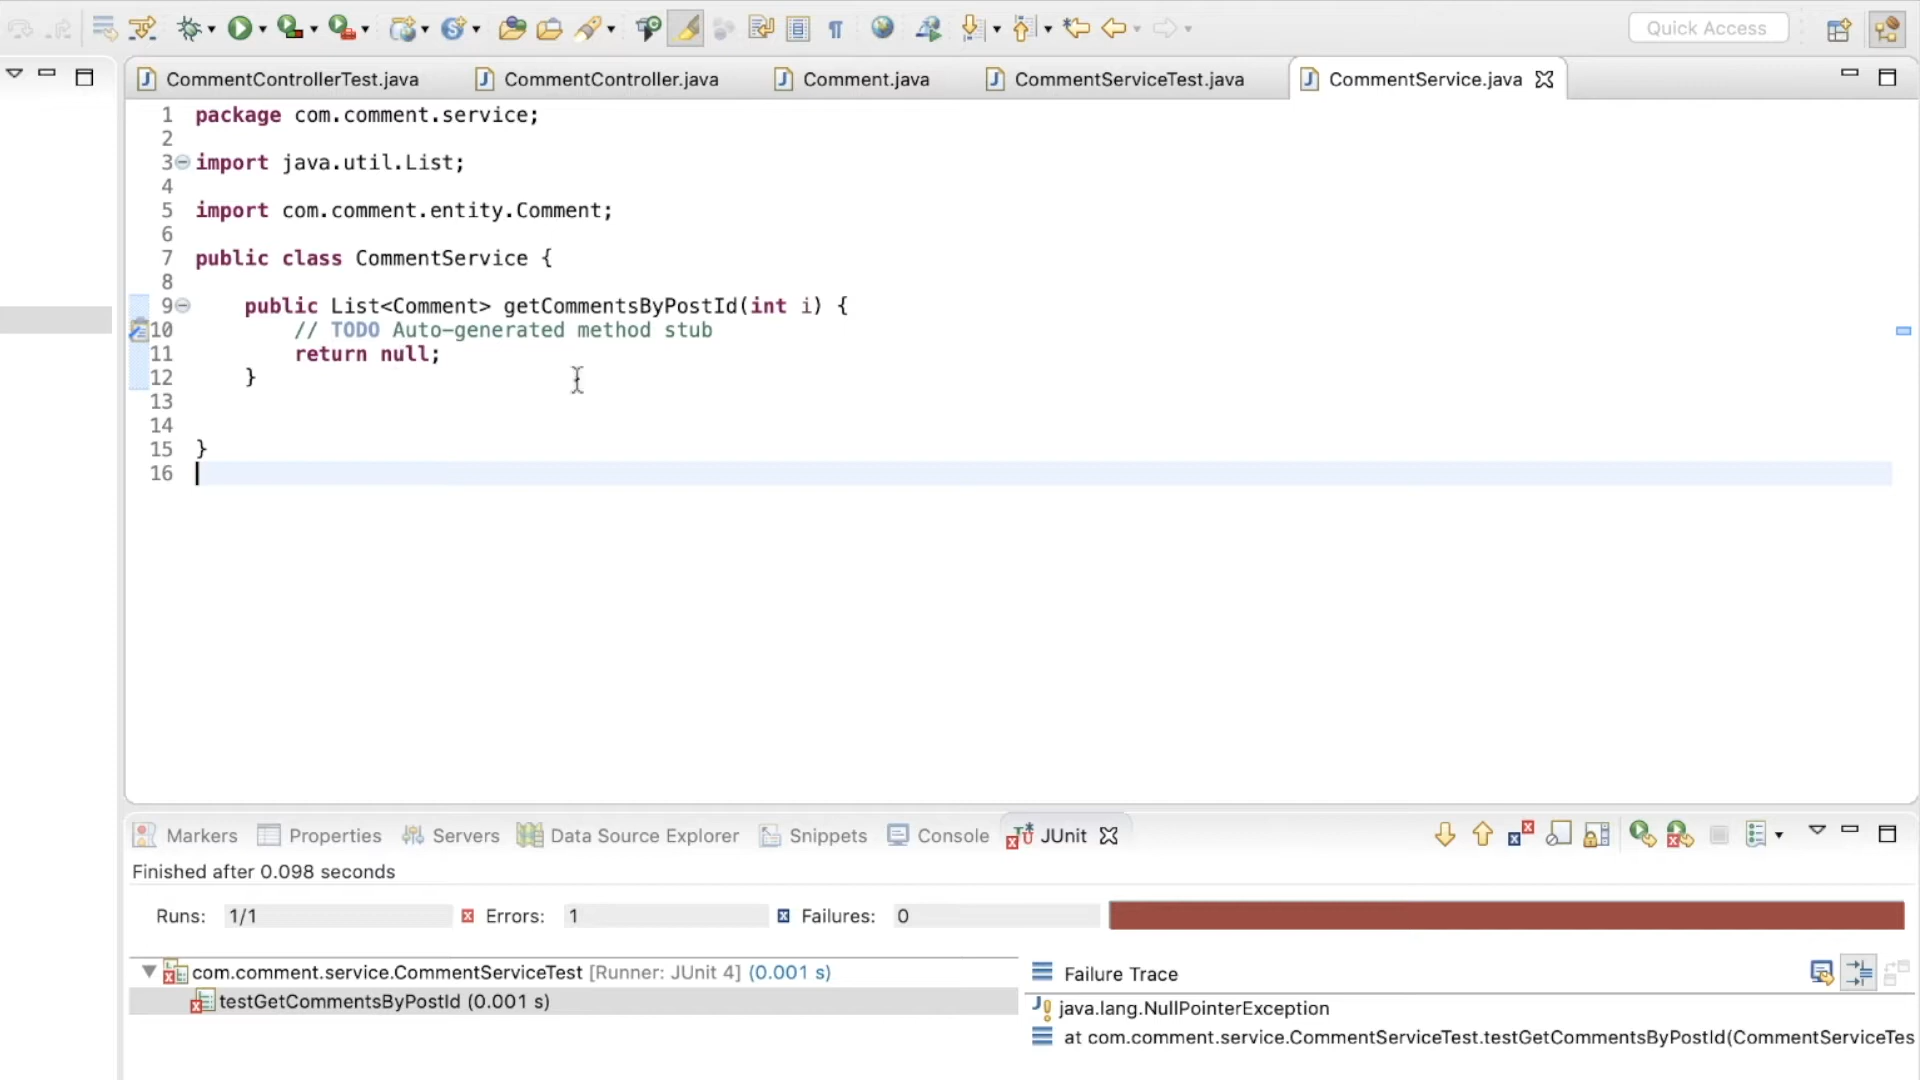 Quick Access
CommentControllerTest.java
CommentController.java
Comment.java
CommentServiceTest.java
CommentService.java
1 package com.comment.service;
2
3 import java.util.List;
4
5 import com.comment.entity.Comment;
6
7 public class CommentService {
8
9 public List<Comment> getCommentsByPostId(int i) {
10 // TODO Auto-generated method stub
11 return null;
12 }
13
14
15 }
16
Markers
Properties
Servers
Data Source Explorer
Snippets
Console
JUnit
Finished after 0.098 seconds
Runs: 1/1
Errors: 1
Failures: 0
com.comment.service.CommentServiceTest [Runner: JUnit 4] (0.001 s)
testGetCommentsByPostId (0.001 s)
Failure Trace
java.lang.NullPointerException
at com.comment.service.CommentServiceTest.testGetCommentsByPostId(CommentServiceTes